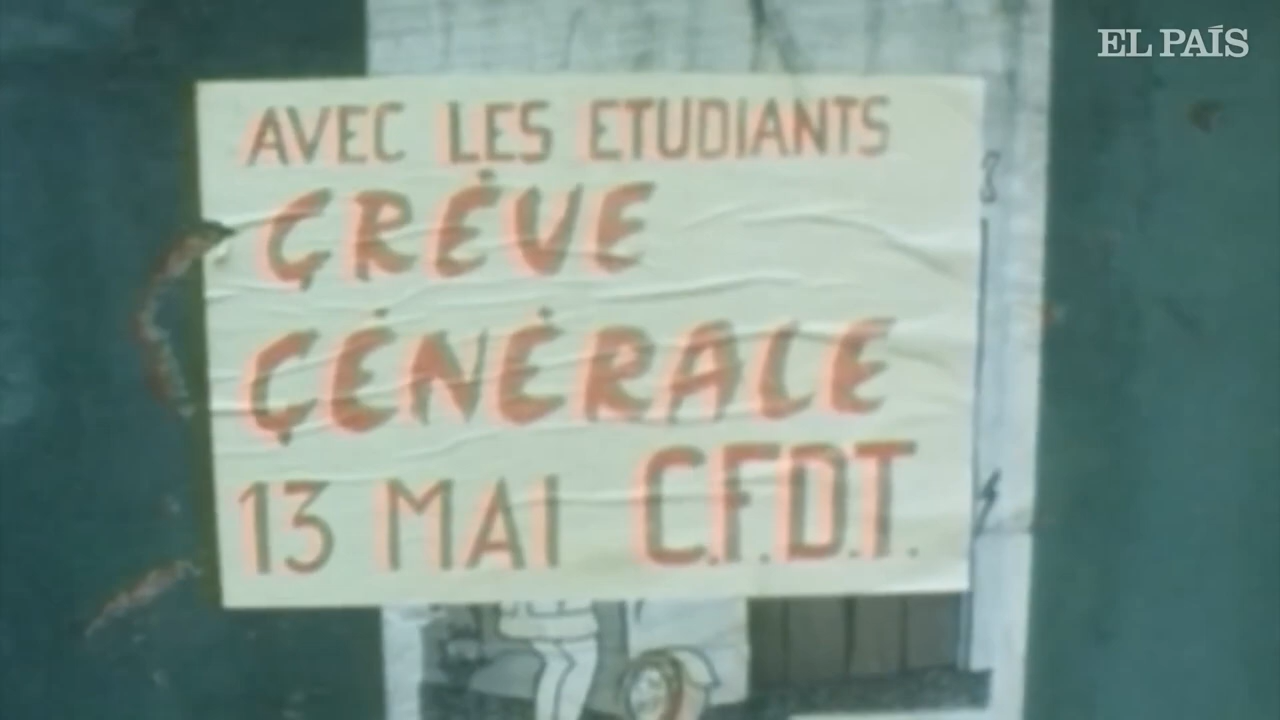 EL PAÍS
AVEC LES ETUDIANTS
GRÈVE
GÉNÉRALE
13 MAI C.F.D.T.